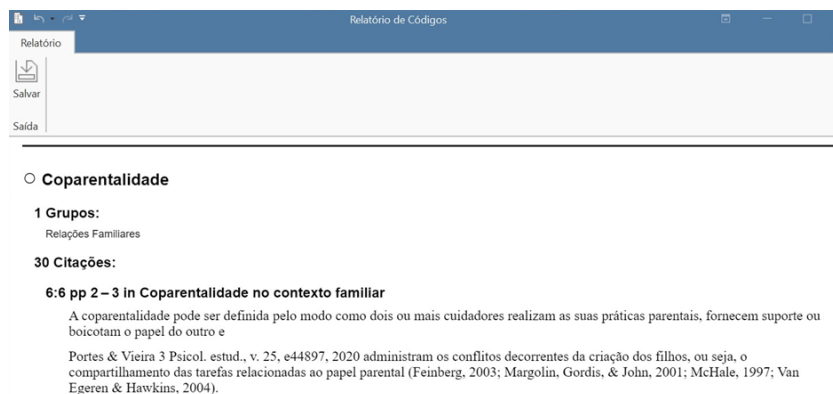 Relatório de Códigos
Relatório
Salvar
Saída
Coparentalidade
1 Grupos:
Relações Familiares
30 Citações:
6:6 pp 2 – 3 in Coparentalidade no contexto familiar
A coparentalidade pode ser definida pelo modo como dois ou mais cuidadores realizam as suas práticas parentais, fornecem suporte ou
boicotam o papel do outro e
Portes & Vieira 3 Psicol. estud., v. 25, e44897, 2020 administram os conflitos decorrentes da criação dos filhos, ou seja, o
compartilhamento das tarefas relacionadas ao papel parental (Feinberg, 2003; Margolin, Gordis, & John, 2001; McHale, 1997; Van
Egeren & Hawkins, 2004).